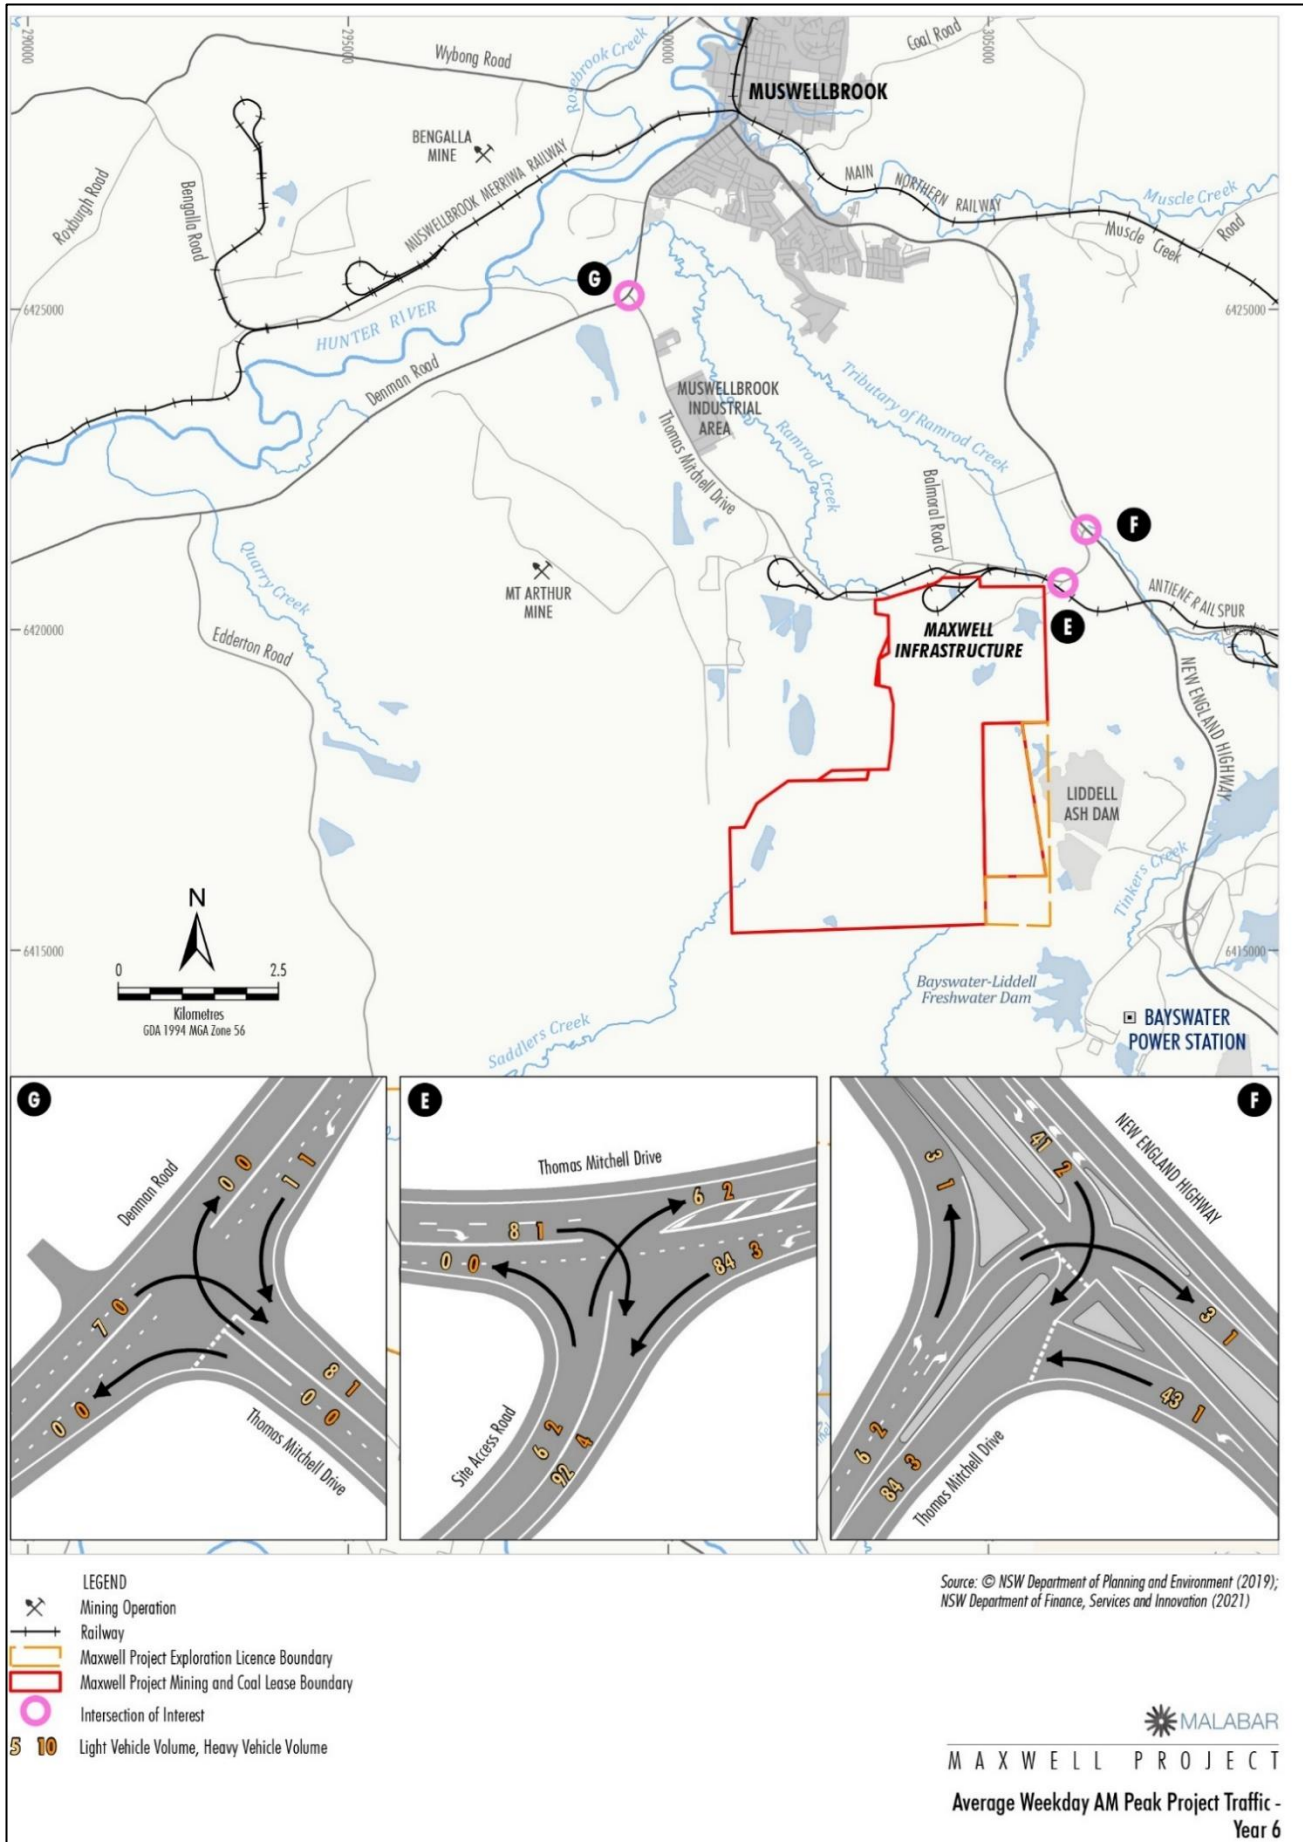 290000
295000
300000
305000
Wybong Road
Rosebrook Creek
Coal Road
MUSWELLBROOK
BENGALLA
MINE
MUSWELLBROOK MERRIWA RAILWAY
MAIN NORTHERN RAILWAY
Muscle Creek
Muscle Creek Road
Roxburgh Road
Bengalla Road
G
6425000
6425000
HUNTER RIVER
Denman Road
MUSWELLBROOK
INDUSTRIAL
AREA
Thomas Mitchell Drive
Ramrod Creek
Tributary of Ramrod Creek
Balmoral Road
F
Quarry Creek
MT ARTHUR
MINE
ANTIENE RAIL SPUR
E
Edderton Road
6420000
MAXWELL
INFRASTRUCTURE
NEW ENGLAND HIGHWAY
LIDDELL
ASH DAM
Tinkers Creek
N
6415000
6415000
0 2.5
Kilometres
GDA 1994 MGA Zone 56
Bayswater-Liddell
Freshwater Dam
Saddlers Creek
BAYSWATER
POWER STATION
G
Denman Road
0 0
1 1
7 0
0 0
8 1
0 0
Thomas Mitchell Drive
E
Thomas Mitchell Drive
6 2
8 1
0 0
84 3
6 2
92 4
Site Access Road
F
NEW ENGLAND HIGHWAY
41 2
3 1
3 1
43 1
6 2
84 3
Thomas Mitchell Drive
LEGEND
Mining Operation
Railway
Maxwell Project Exploration Licence Boundary
Maxwell Project Mining and Coal Lease Boundary
Intersection of Interest
5 10 Light Vehicle Volume, Heavy Vehicle Volume
Source: © NSW Department of Planning and Environment (2019);
NSW Department of Finance, Services and Innovation (2021)
MALABAR
MAXWELL PROJECT
Average Weekday AM Peak Project Traffic -
Year 6